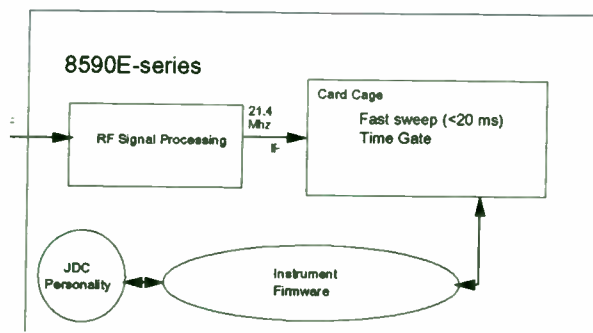 8590E-series
RF Signal Processing
21.4
Mhz
IF
Card Cage
Fast sweep (<20 ms)
Time Gate
JDC
Personality
Instrument
Firmware